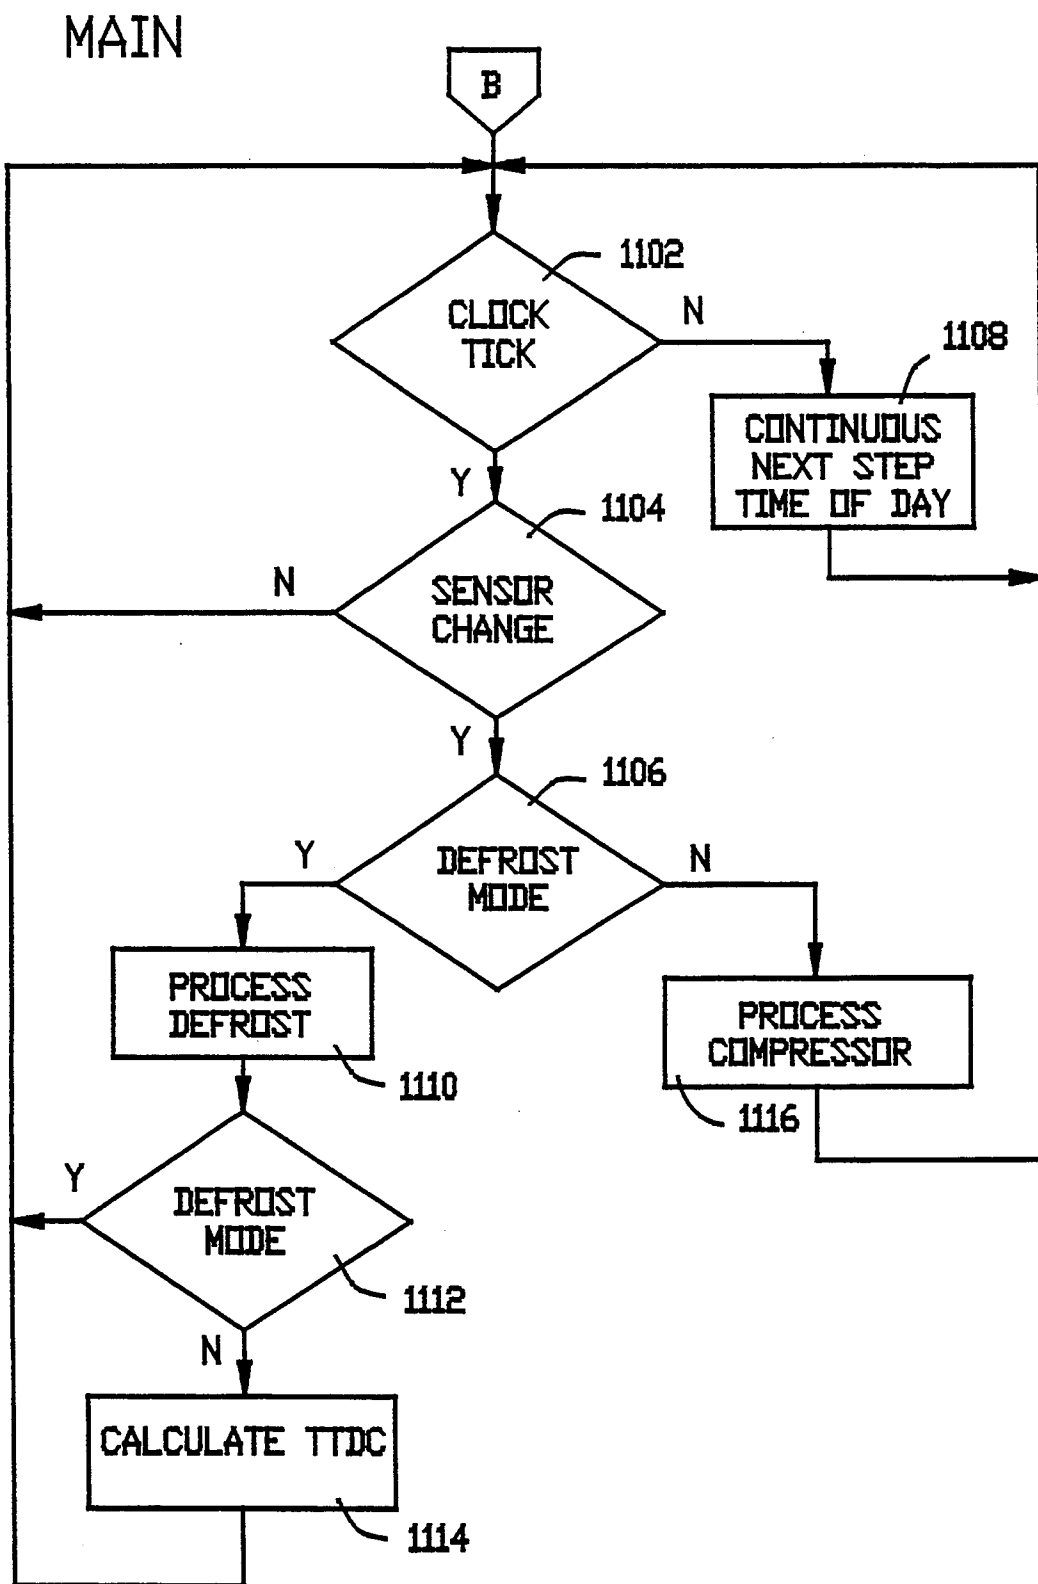 MAIN
B
1102
CLOCK
TICK
N
1108
CONTINUOUS
NEXT STEP
TIME OF DAY
Y
1104
SENSOR
CHANGE
N
Y
1106
DEFROST
MODE
Y
N
PROCESS
DEFROST
1110
PROCESS
COMPRESSOR
1116
Y
DEFROST
MODE
1112
N
CALCULATE TTDC
1114